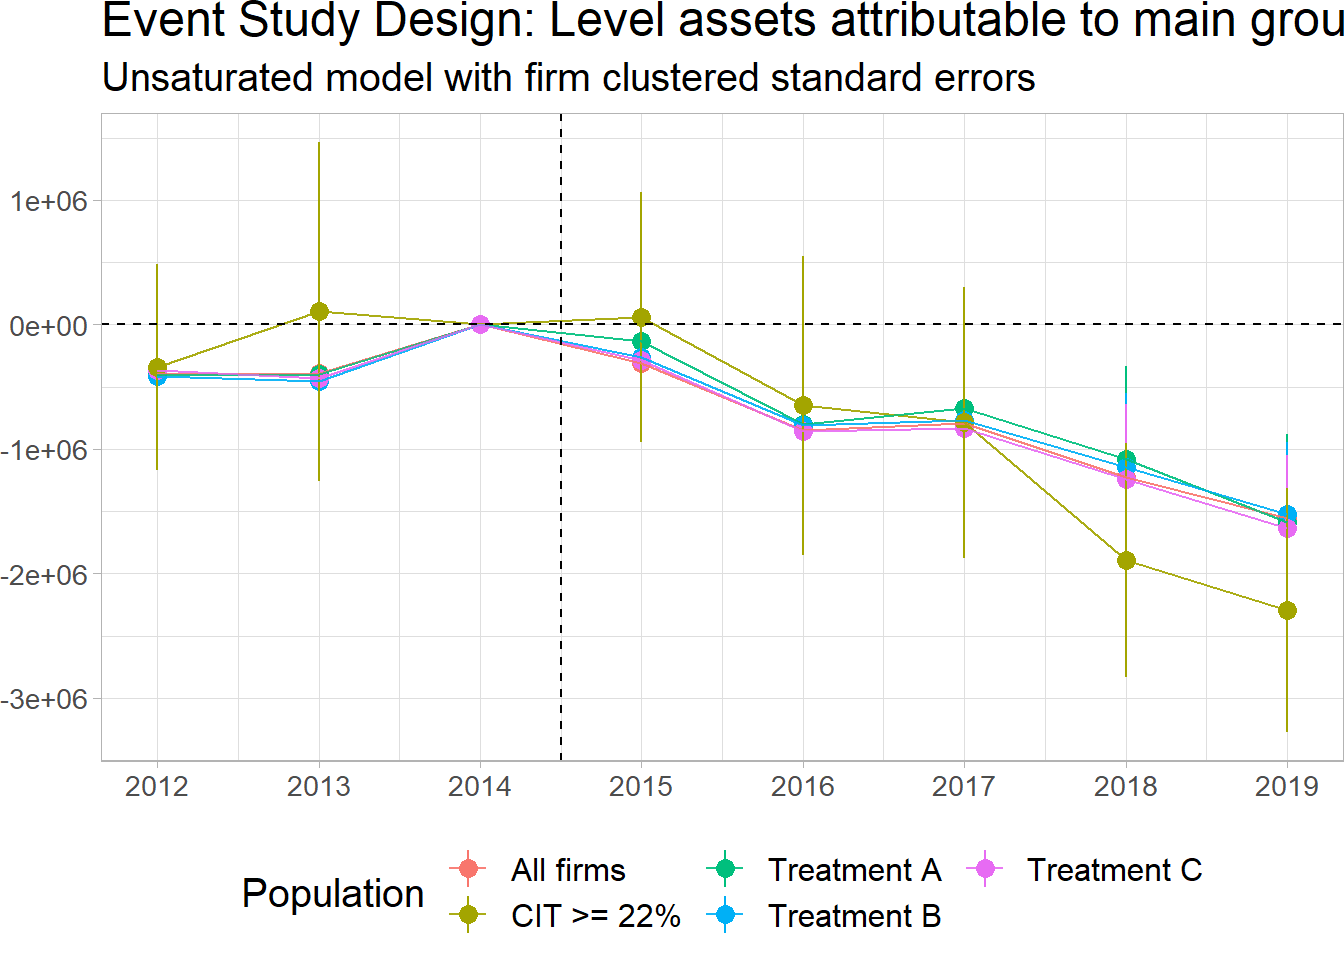 Event Study Design: Level assets attributable to main grou
Unsaturated model with firm clustered standard errors
1e+06
0e+00
-1e+06
-2e+06
-3e+06
2012 2013 2014 2015 2016 2017 2018 2019
Population
All firms Treatment A Treatment C
CIT >= 22% Treatment B